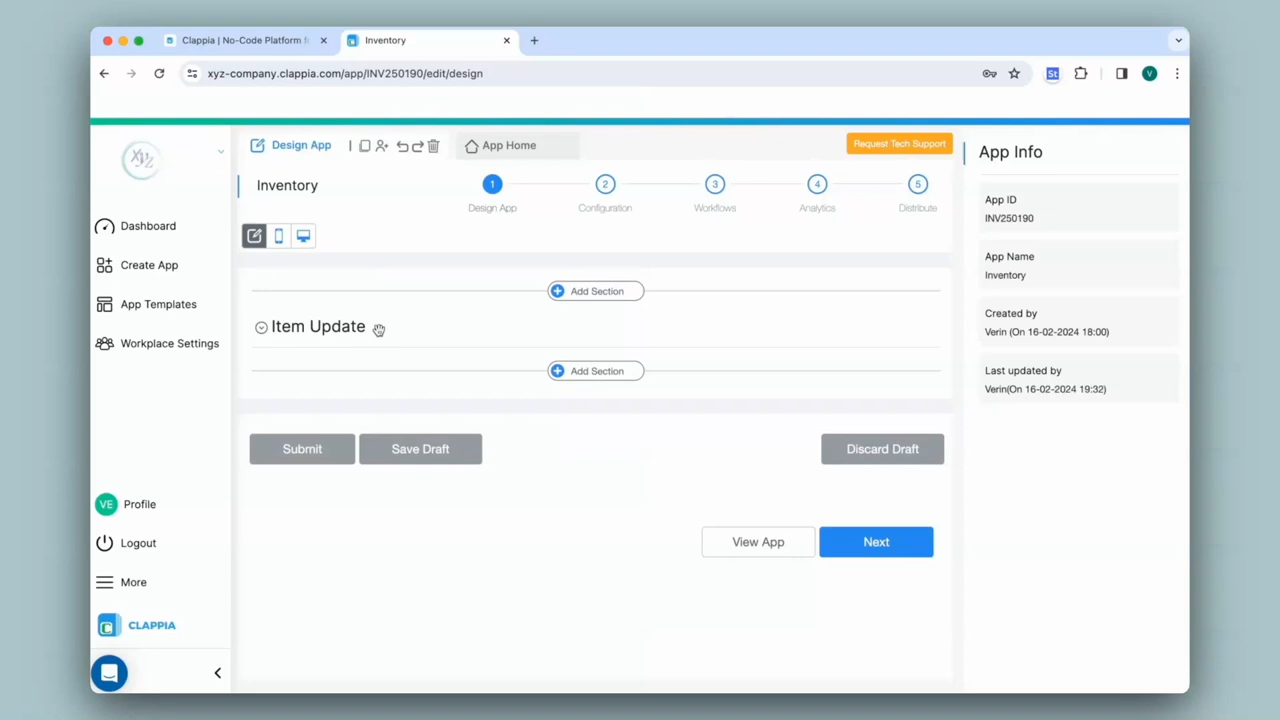 Clappia | No-Code Platform f
Inventory
xyz-company.clappia.com/app/INV250190/edit/design
St
V
XYZ
Design App
App Home
Request Tech Support
App Info
Inventory
1
2
3
4
5
Design App
Configuration
Workflows
Analytics
Distribute
App ID
INV250190
App Name
Inventory
Created by
Verin (On 16-02-2024 18:00)
Last updated by
Verin(On 16-02-2024 19:32)
Dashboard
Create App
App Templates
Workplace Settings
Add Section
Item Update
Add Section
Submit
Save Draft
Discard Draft
View App
Next
VE
Profile
Logout
More
CLAPPIA